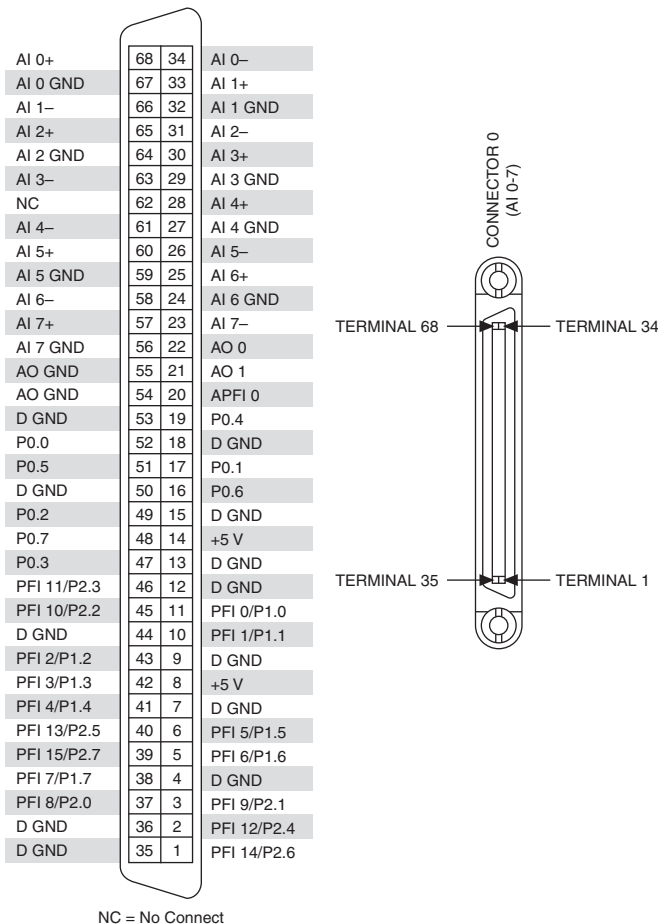 AI 0+ 68 34 AI 0–
AI 0 GND 67 33 AI 1+
AI 1– 66 32 AI 1 GND
AI 2+ 65 31 AI 2–
AI 2 GND 64 30 AI 3+
AI 3– 63 29 AI 3 GND
NC 62 28 AI 4+
AI 4– 61 27 AI 4 GND
AI 5+ 60 26 AI 5–
AI 5 GND 59 25 AI 6+
AI 6– 58 24 AI 6 GND
AI 7+ 57 23 AI 7–
AI 7 GND 56 22 AO 0
AO GND 55 21 AO 1
AO GND 54 20 APFI 0
D GND 53 19 P0.4
P0.0 52 18 D GND
P0.5 51 17 P0.1
D GND 50 16 P0.6
P0.2 49 15 D GND
P0.7 48 14 +5 V
P0.3 47 13 D GND
PFI 11/P2.3 46 12 D GND
PFI 10/P2.2 45 11 PFI 0/P1.0
D GND 44 10 PFI 1/P1.1
PFI 2/P1.2 43 9 D GND
PFI 3/P1.3 42 8 +5 V
PFI 4/P1.4 41 7 D GND
PFI 13/P2.5 40 6 PFI 5/P1.5
PFI 15/P2.7 39 5 PFI 6/P1.6
PFI 7/P1.7 38 4 D GND
PFI 8/P2.0 37 3 PFI 9/P2.1
D GND 36 2 PFI 12/P2.4
D GND 35 1 PFI 14/P2.6
NC = No Connect
CONNECTOR 0
(AI 0-7)
TERMINAL 68 TERMINAL 34
TERMINAL 35 TERMINAL 1